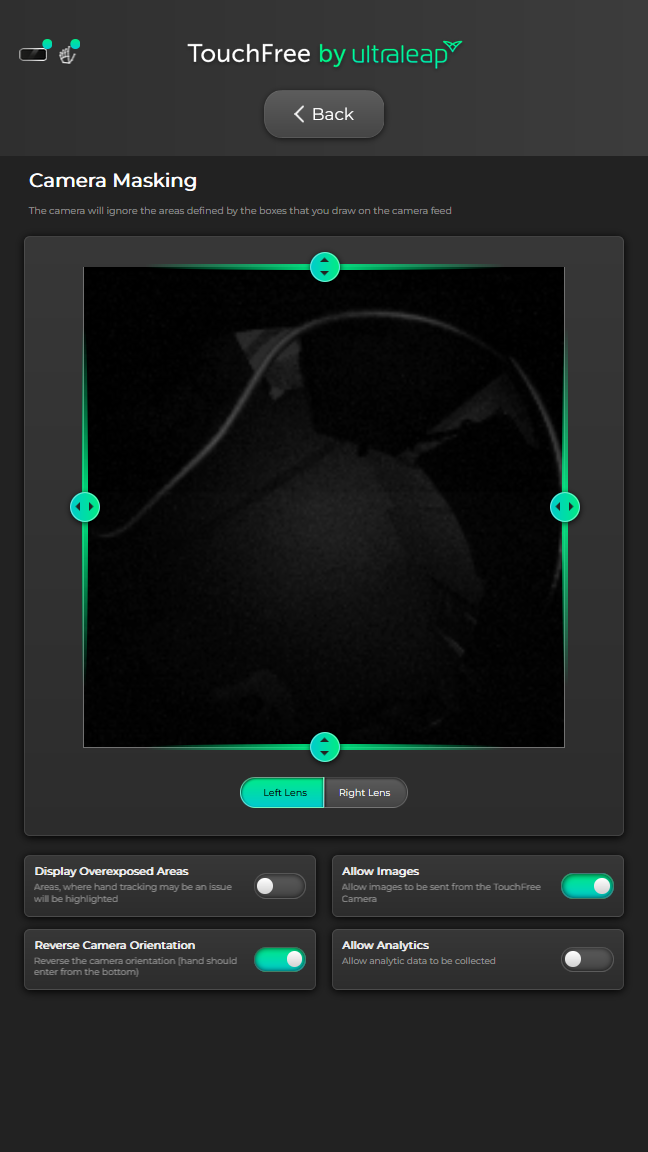 TouchFree by ultraleap
Back
Camera Masking
The camera will ignore the areas defined by the boxes that you draw on the camera feed
Left Lens
Right Lens
Display Overexposed Areas
Areas, where hand tracking may be an issue
will be highlighted
Allow Images
Allow images to be sent from the TouchFree
Camera
Reverse Camera Orientation
Reverse the camera orientation (hand should
enter from the bottom)
Allow Analytics
Allow analytic data to be collected